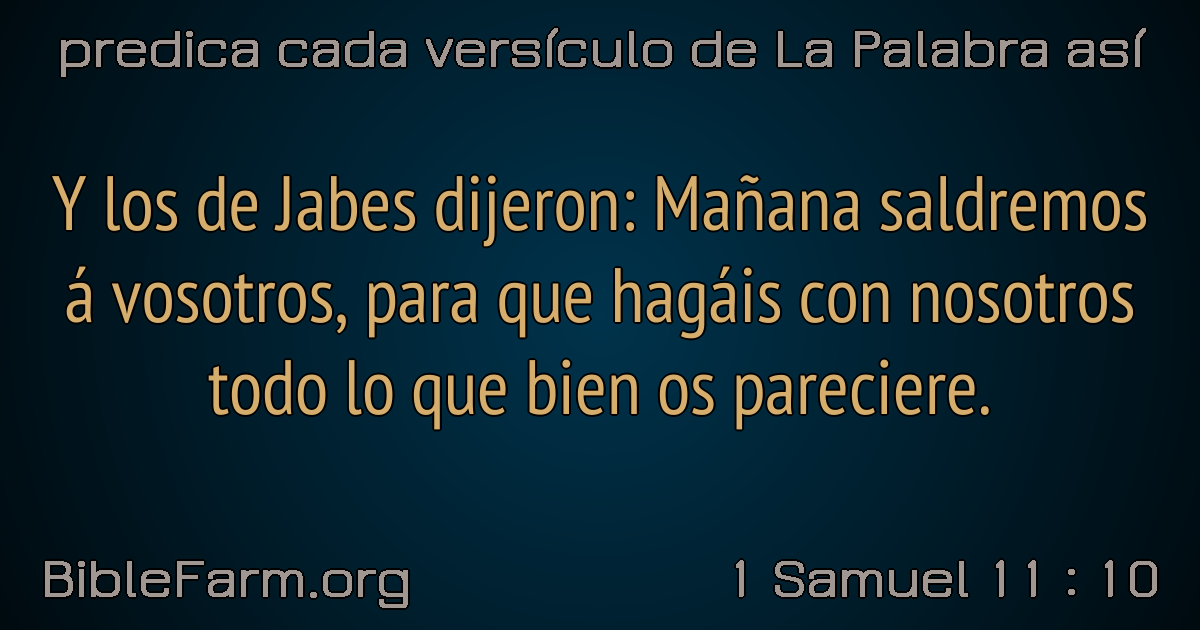 predica cada versículo de La Palabra así
Y los de Jabes dijeron: Mañana saldremos
á vosotros, para que hagáis con nosotros
todo lo que bien os pareciere.
BibleFarm.org
1 Samuel 11 : 10